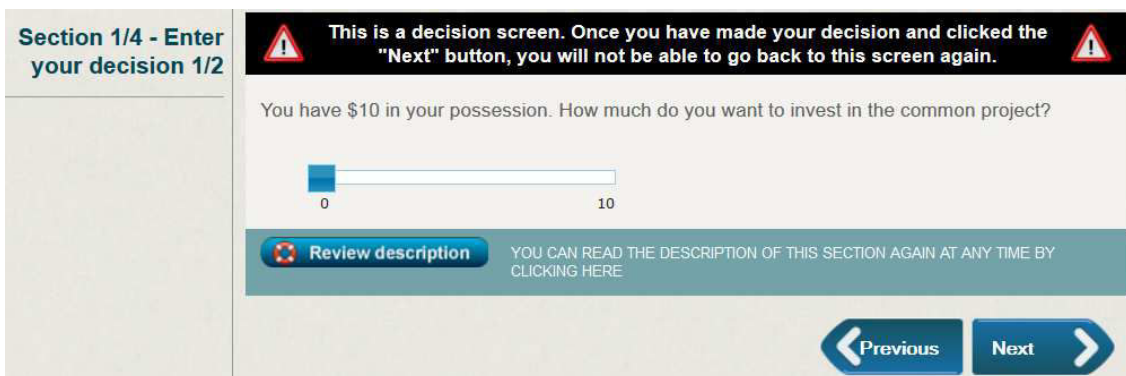 Section 1/4 - Enter
your decision 1/2
This is a decision screen. Once you have made your decision and clicked the
"Next" button, you will not be able to go back to this screen again.
You have $10 in your possession. How much do you want to invest in the common project?
0 10
Review description
YOU CAN READ THE DESCRIPTION OF THIS SECTION AGAIN AT ANY TIME BY
CLICKING HERE
Previous
Next